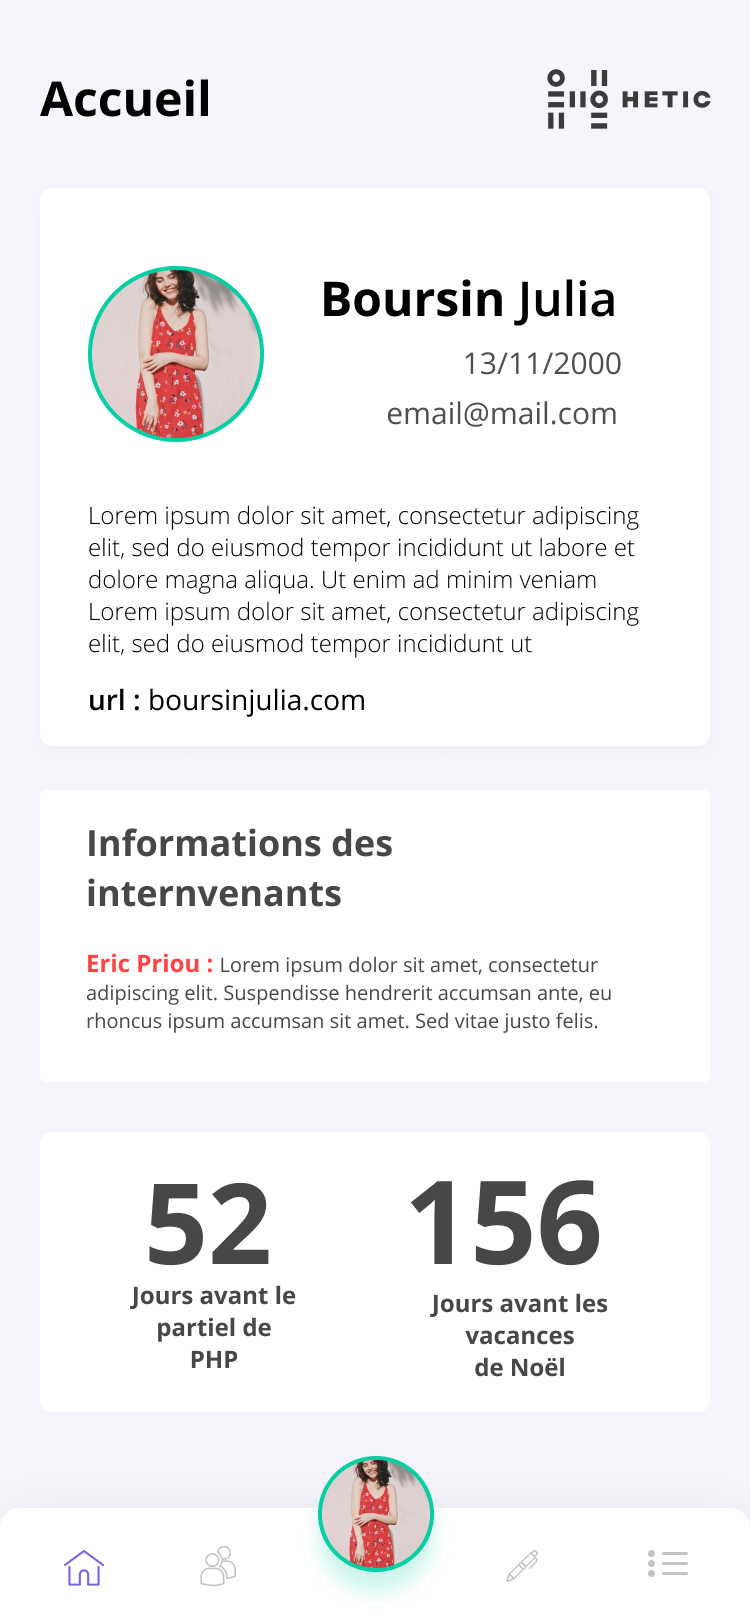 Accueil
HETIC
Boursin Julia
13/11/2000
email@mail.com
Lorem ipsum dolor sit amet, consectetur adipiscing
elit, sed do eiusmod tempor incididunt ut labore et
dolore magna aliqua. Ut enim ad minim veniam
Lorem ipsum dolor sit amet, consectetur adipiscing
elit, sed do eiusmod tempor incididunt ut
url : boursinjulia.com
Informations des
internvenants
Eric Priou : Lorem ipsum dolor sit amet, consectetur
adipiscing elit. Suspendisse hendrerit accumsan ante, eu
rhoncus ipsum accumsan sit amet. Sed vitae justo felis.
52
Jours avant le
partiel de
PHP
156
Jours avant les
vacances
de Noël